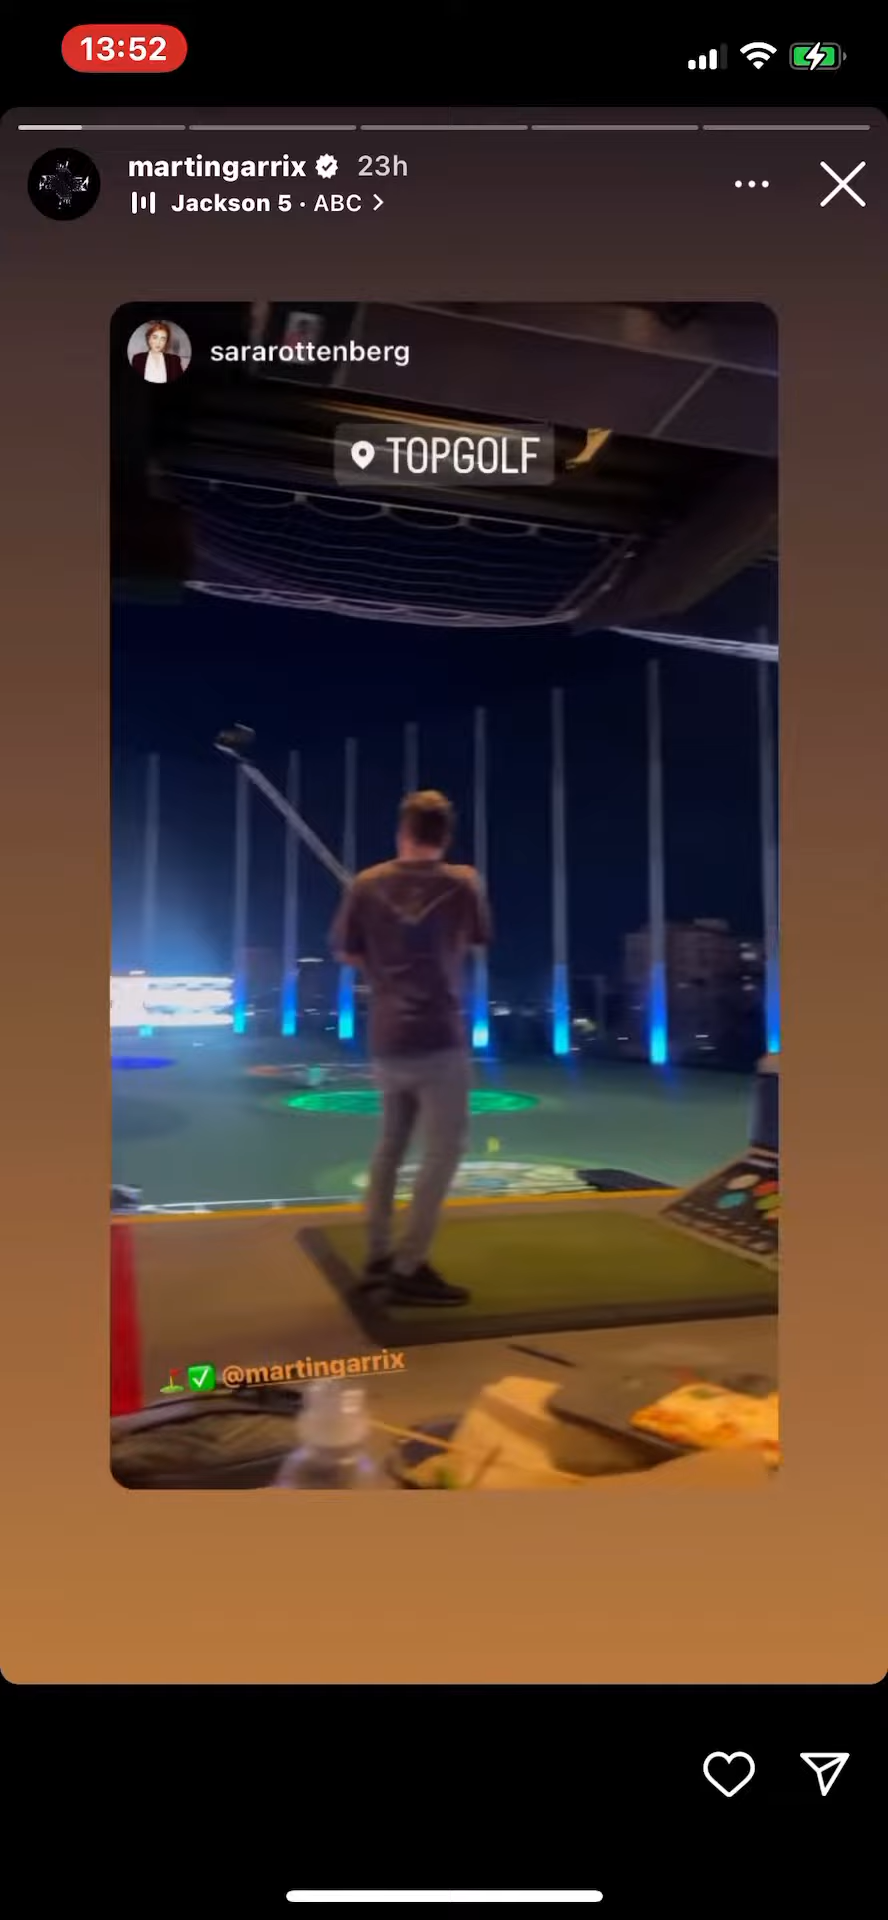 13:52
martingarrix 23h
Jackson 5 • ABC >
sararottenberg
TOPGOLF
@martingarrix